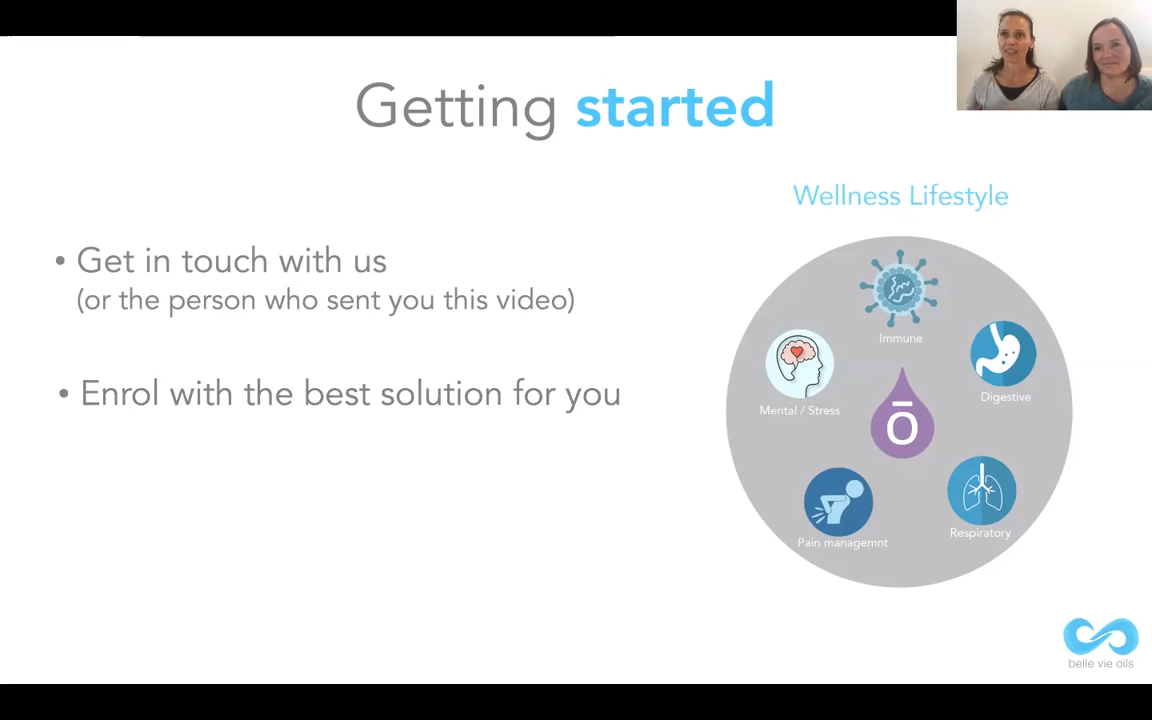 Getting started
Wellness Lifestyle
• Get in touch with us
(or the person who sent you this video)
• Enrol with the best solution for you
Immune
Digestive
Mental / Stress
ō
Respiratory
Pain managemnt
belle vie oils